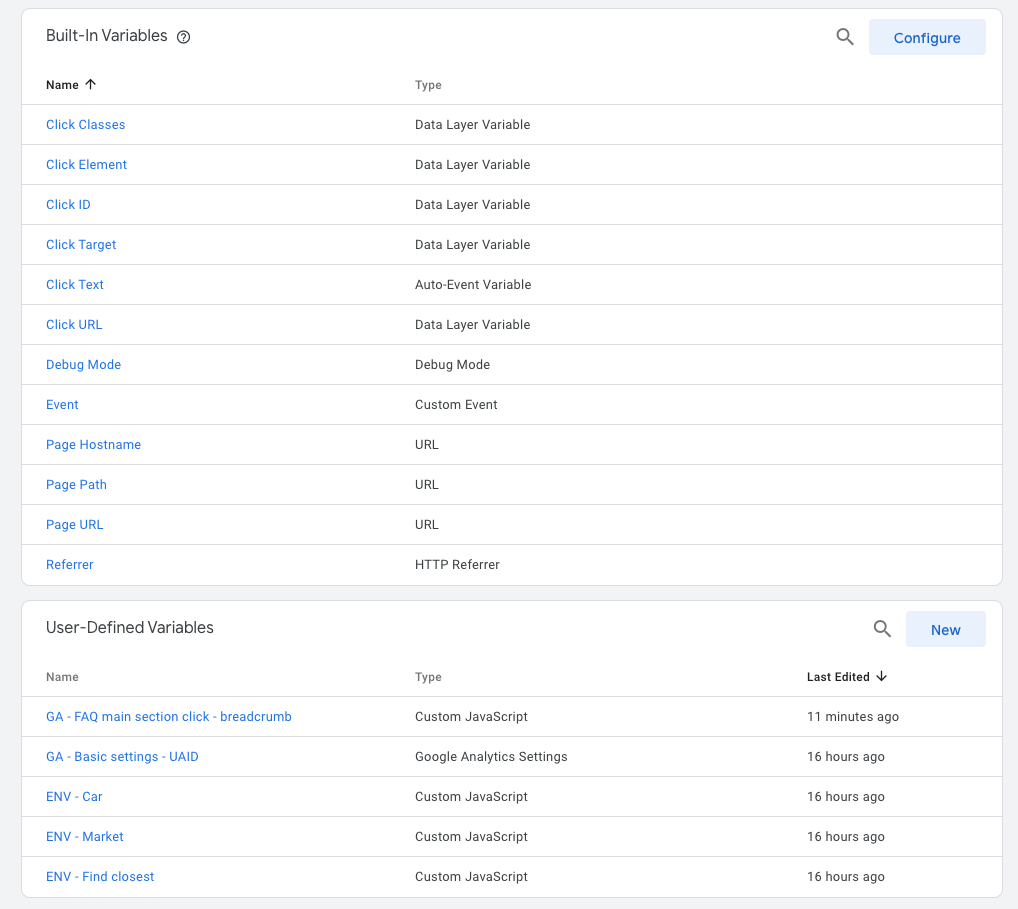 Built-In Variables
Configure
Name Type
Click Classes Data Layer Variable
Click Element Data Layer Variable
Click ID Data Layer Variable
Click Target Data Layer Variable
Click Text Auto-Event Variable
Click URL Data Layer Variable
Debug Mode Debug Mode
Event Custom Event
Page Hostname URL
Page Path URL
Page URL URL
Referrer HTTP Referrer
User-Defined Variables
New
Name Type Last Edited
GA - FAQ main section click - breadcrumb Custom JavaScript 11 minutes ago
GA - Basic settings - UAID Google Analytics Settings 16 hours ago
ENV - Car Custom JavaScript 16 hours ago
ENV - Market Custom JavaScript 16 hours ago
ENV - Find closest Custom JavaScript 16 hours ago